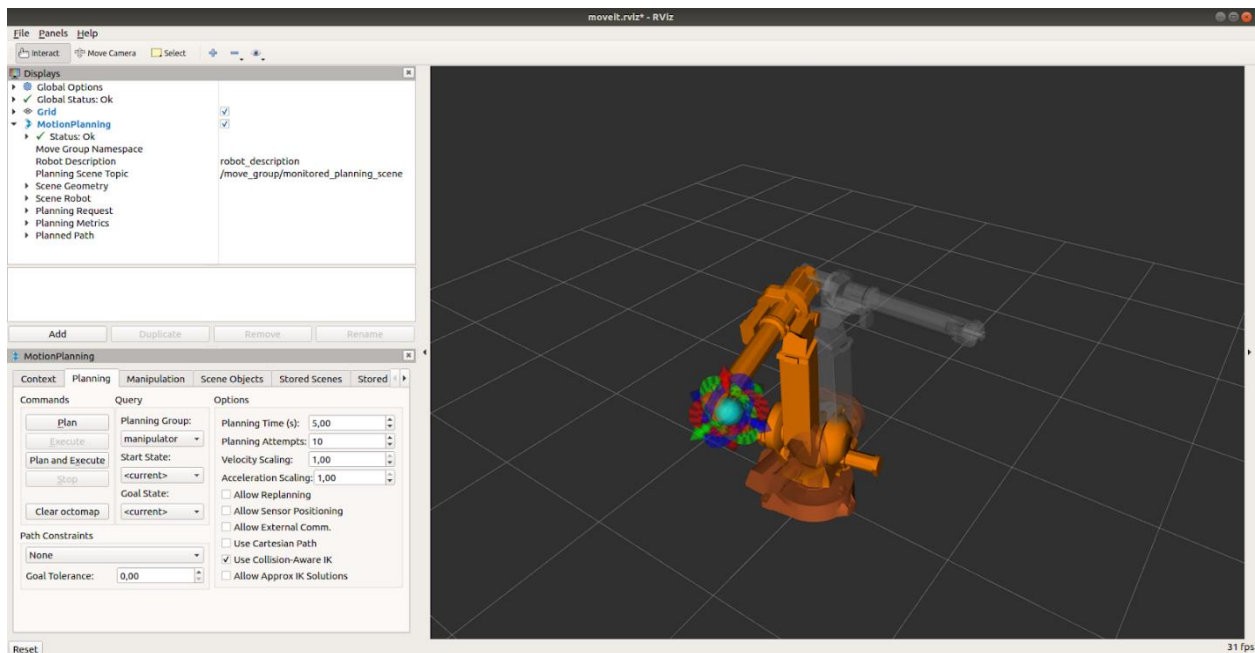 moveit.rviz* - RViz
File Panels Help
Interact Move Camera Select
Displays
Global Options
Global Status: Ok
Grid
MotionPlanning
Status: Ok
Move Group Namespace
Robot Description robot_description
Planning Scene Topic /move_group/monitored_planning_scene
Scene Geometry
Scene Robot
Planning Request
Planning Metrics
Planned Path
Add Duplicate Remove Rename
MotionPlanning
Context Planning Manipulation Scene Objects Stored Scenes Stored
Commands Query Options
Plan Planning Group: Planning Time (s): 5,00
Execute manipulator Planning Attempts: 10
Plan and Execute Start State: Velocity Scaling: 1,00
Stop <current> Acceleration Scaling: 1,00
Goal State: Allow Replanning
Clear octomap <current> Allow Sensor Positioning
Allow External Comm.
Path Constraints Use Cartesian Path
None Use Collision-Aware IK
Goal Tolerance: 0,00 Allow Approx IK Solutions
Reset 31 fps